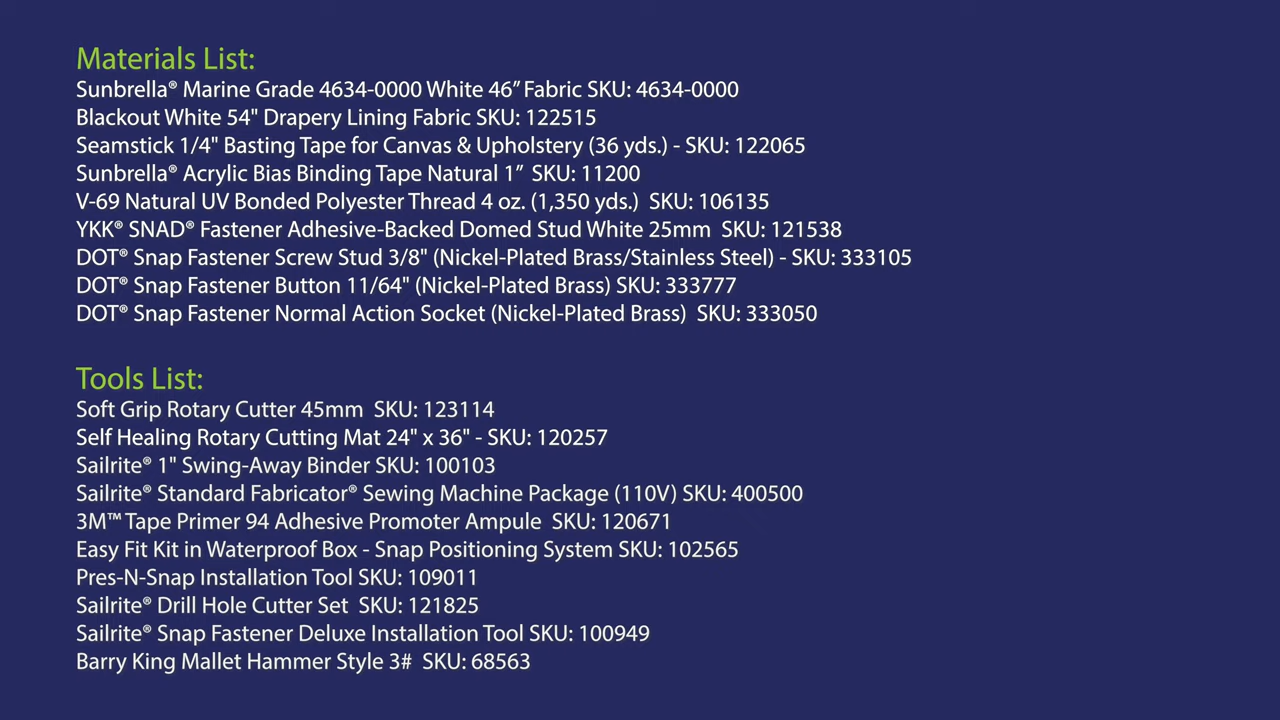 Materials List:
Sunbrella® Marine Grade 4634-0000 White 46” Fabric SKU: 4634-0000
Blackout White 54" Drapery Lining Fabric SKU: 122515
Seamstick 1/4" Basting Tape for Canvas & Upholstery (36 yds.) - SKU: 122065
Sunbrella® Acrylic Bias Binding Tape Natural 1” SKU: 11200
V-69 Natural UV Bonded Polyester Thread 4 oz. (1,350 yds.) SKU: 106135
YKK® SNAD® Fastener Adhesive-Backed Domed Stud White 25mm SKU: 121538
DOT® Snap Fastener Screw Stud 3/8" (Nickel-Plated Brass/Stainless Steel) - SKU: 333105
DOT® Snap Fastener Button 11/64" (Nickel-Plated Brass) SKU: 333777
DOT® Snap Fastener Normal Action Socket (Nickel-Plated Brass) SKU: 333050
Tools List:
Soft Grip Rotary Cutter 45mm SKU: 123114
Self Healing Rotary Cutting Mat 24" x 36" - SKU: 120257
Sailrite® 1" Swing-Away Binder SKU: 100103
Sailrite® Standard Fabricator® Sewing Machine Package (110V) SKU: 400500
3M™ Tape Primer 94 Adhesive Promoter Ampule SKU: 120671
Easy Fit Kit in Waterproof Box - Snap Positioning System SKU: 102565
Pres-N-Snap Installation Tool SKU: 109011
Sailrite® Drill Hole Cutter Set SKU: 121825
Sailrite® Snap Fastener Deluxe Installation Tool SKU: 100949
Barry King Mallet Hammer Style 3# SKU: 68563